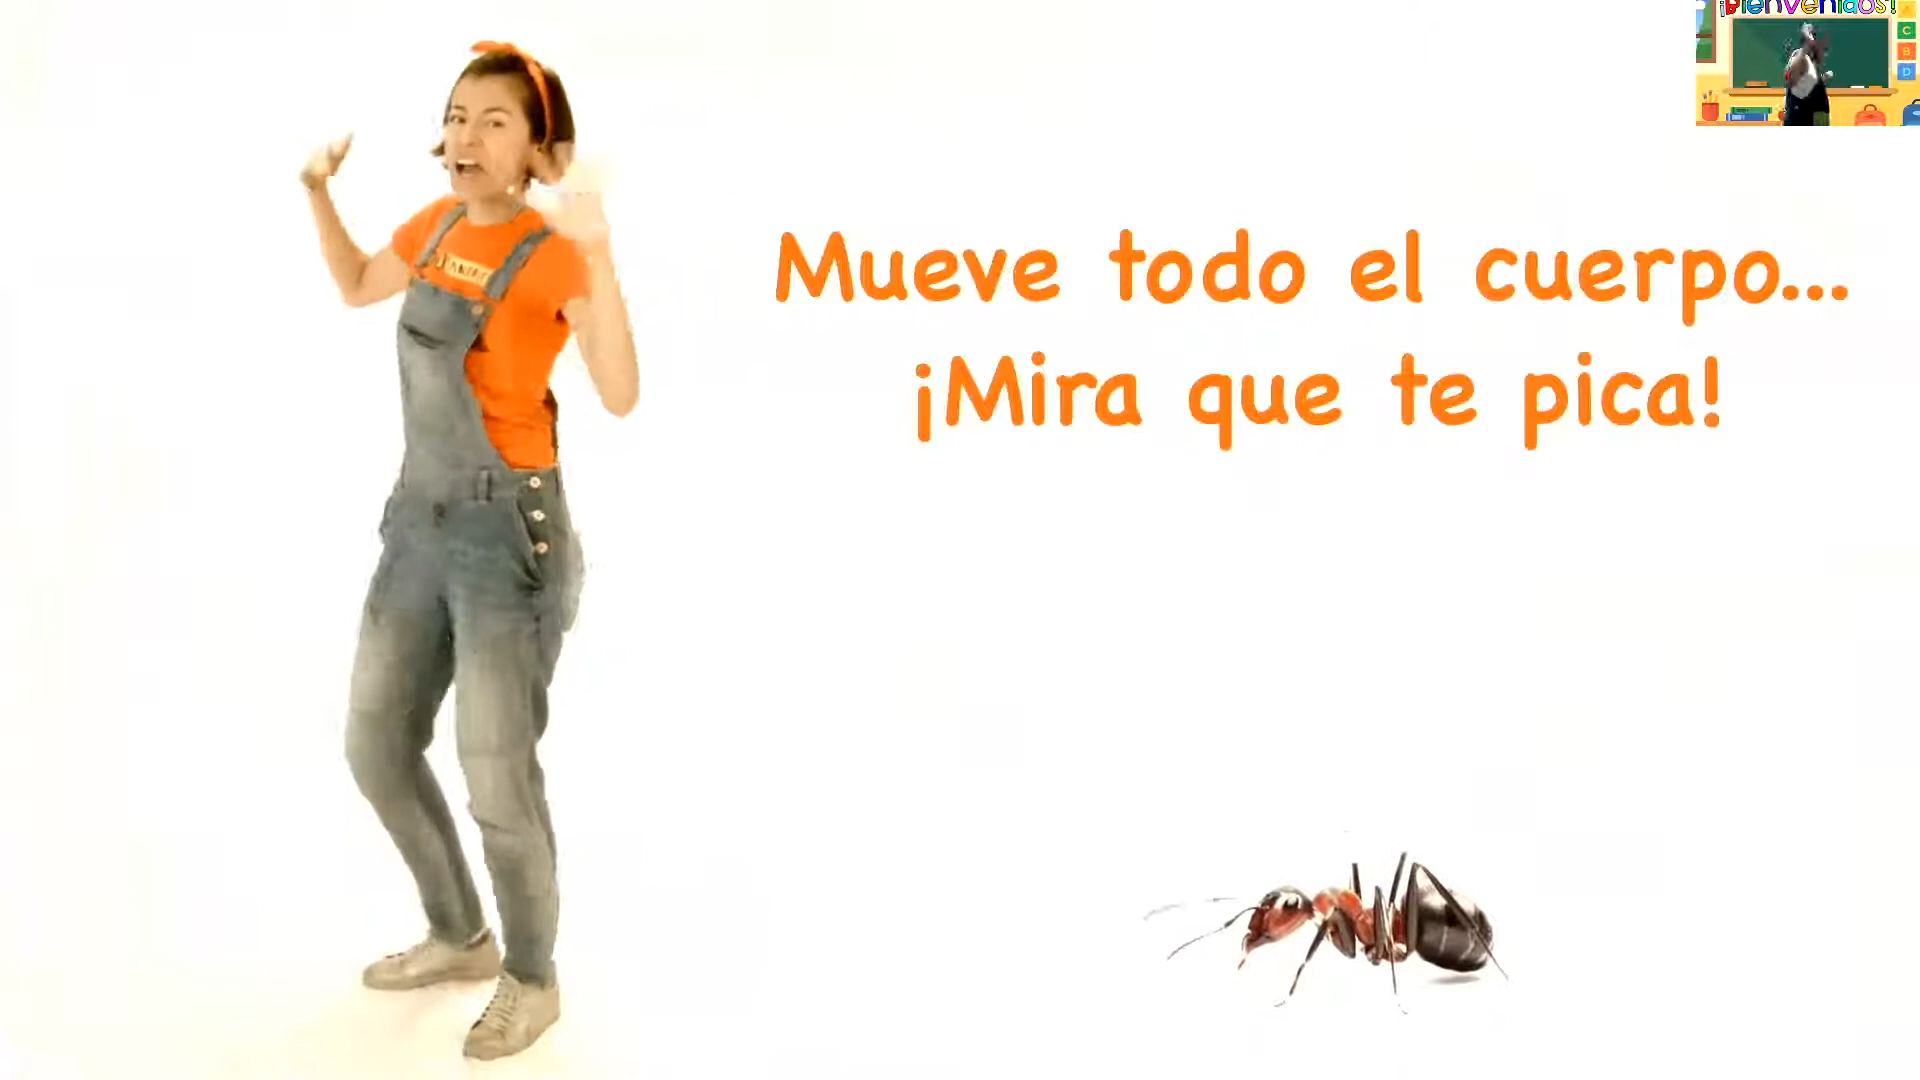 ¡Bienvenidos!
Mueve todo el cuerpo...
¡Mira que te pica!
C
B
D